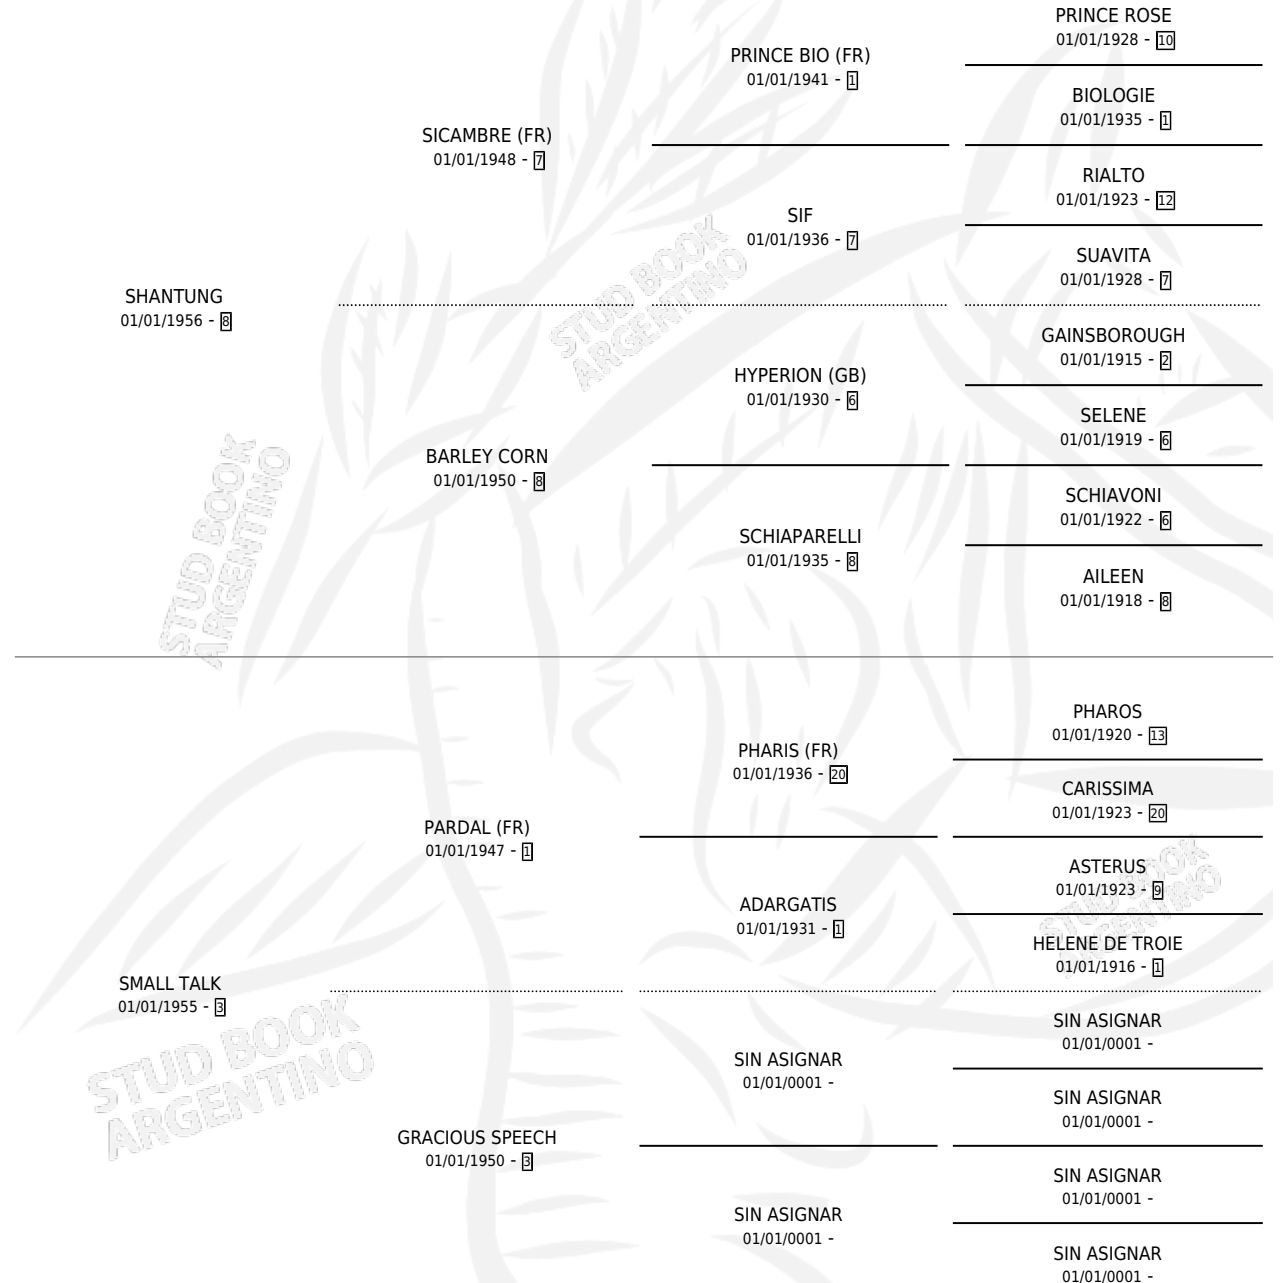 PRINCE ROSE
01/01/1928 - 10
PRINCE BIO (FR)
01/01/1941 - 1
BIOLOGIE
01/01/1935 - 1
SICAMBRE (FR)
01/01/1948 - 7
RIALTO
01/01/1923 - 12
SIF
01/01/1936 - 7
SUAVITA
01/01/1928 - 7
SHANTUNG
01/01/1956 - 8
STUD BOOK
ARGENTINO
GAINSBOROUGH
01/01/1915 - 2
HYPERION (GB)
01/01/1930 - 6
SELENE
01/01/1919 - 6
BARLEY CORN
01/01/1950 - 8
SCHIAVONI
01/01/1922 - 6
SCHIAPARELLI
01/01/1935 - 8
AILEEN
01/01/1918 - 8
STUD BOOK
ARGENTINO
PHAROS
01/01/1920 - 13
PHARIS (FR)
01/01/1936 - 20
CARISSIMA
01/01/1923 - 20
PARDAL (FR)
01/01/1947 - 1
ASTERUS
01/01/1923 - 9
ADARGATIS
01/01/1931 - 1
HELENE DE TROIE
01/01/1916 - 1
STUD BOOK
ARGENTINO
SMALL TALK
01/01/1955 - 3
SIN ASIGNAR
01/01/0001 -
SIN ASIGNAR
01/01/0001 -
SIN ASIGNAR
01/01/0001 -
STUD BOOK
ARGENTINO
GRACIOUS SPEECH
01/01/1950 - 3
SIN ASIGNAR
01/01/0001 -
SIN ASIGNAR
01/01/0001 -
SIN ASIGNAR
01/01/0001 -